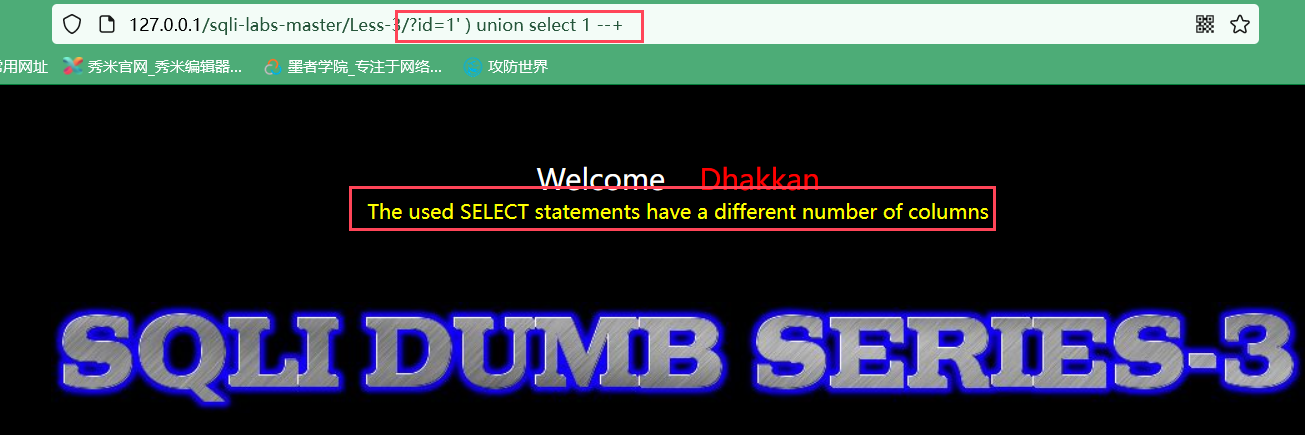 127.0.0.1/sqli-labs-master/Less-3/?id=1' ) union select 1 --+
常用网址 秀米官网_秀米编辑器... 墨者学院_专注于网络... 攻防世界
Welcome Dhakkan
The used SELECT statements have a different number of columns
SQLI DUMB SERIES-3